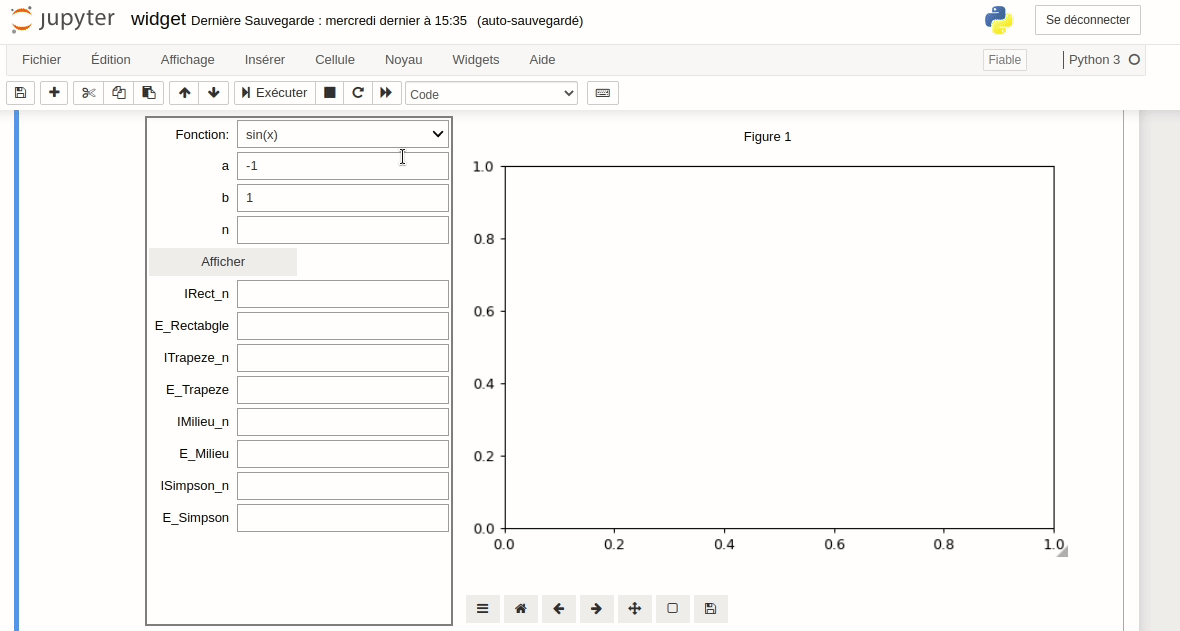 jupyter widget Dernière Sauvegarde : mercredi dernier à 15:35 (auto-sauvegardé)
Se déconnecter
Fichier Édition Affichage Insérer Cellule Noyau Widgets Aide Fiable Python 3
Exécuter Code
Fonction: sin(x)
a -1
b 1
n
Afficher
IRect_n
E_Rectabgle
ITrapeze_n
E_Trapeze
IMilieu_n
E_Milieu
ISimpson_n
E_Simpson
Figure 1
1.0
0.8
0.6
0.4
0.2
0.0
0.0 0.2 0.4 0.6 0.8 1.0